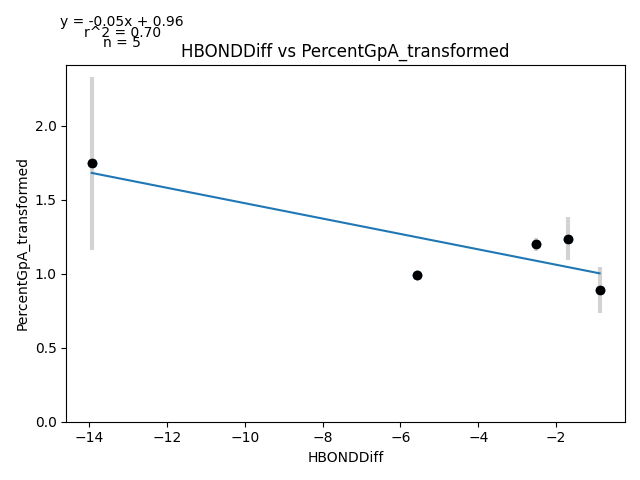 y = -0.05x + 0.96
r^2 = 0.70
n = 5
HBONDDiff vs PercentGpA_transformed
PercentGpA_transformed
2.0
1.5
1.0
0.5
0.0
−14
−12
−10
−8
−6
−4
−2
HBONDDiff